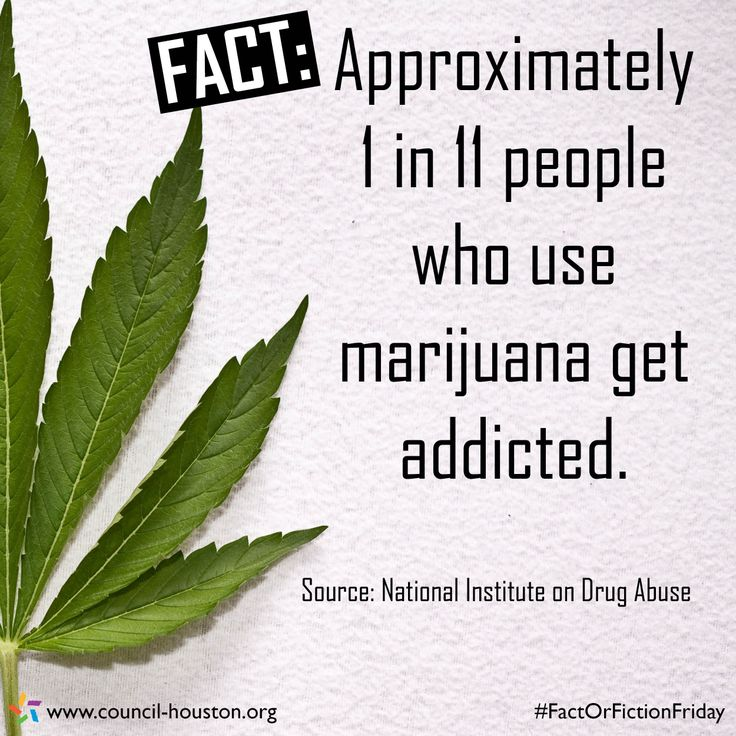 FACT: Approximately
1 in 11 people
who use
marijuana get
addicted.
Source: National Institute on Drug Abuse
www.council-houston.org
#FactOrFictionFriday